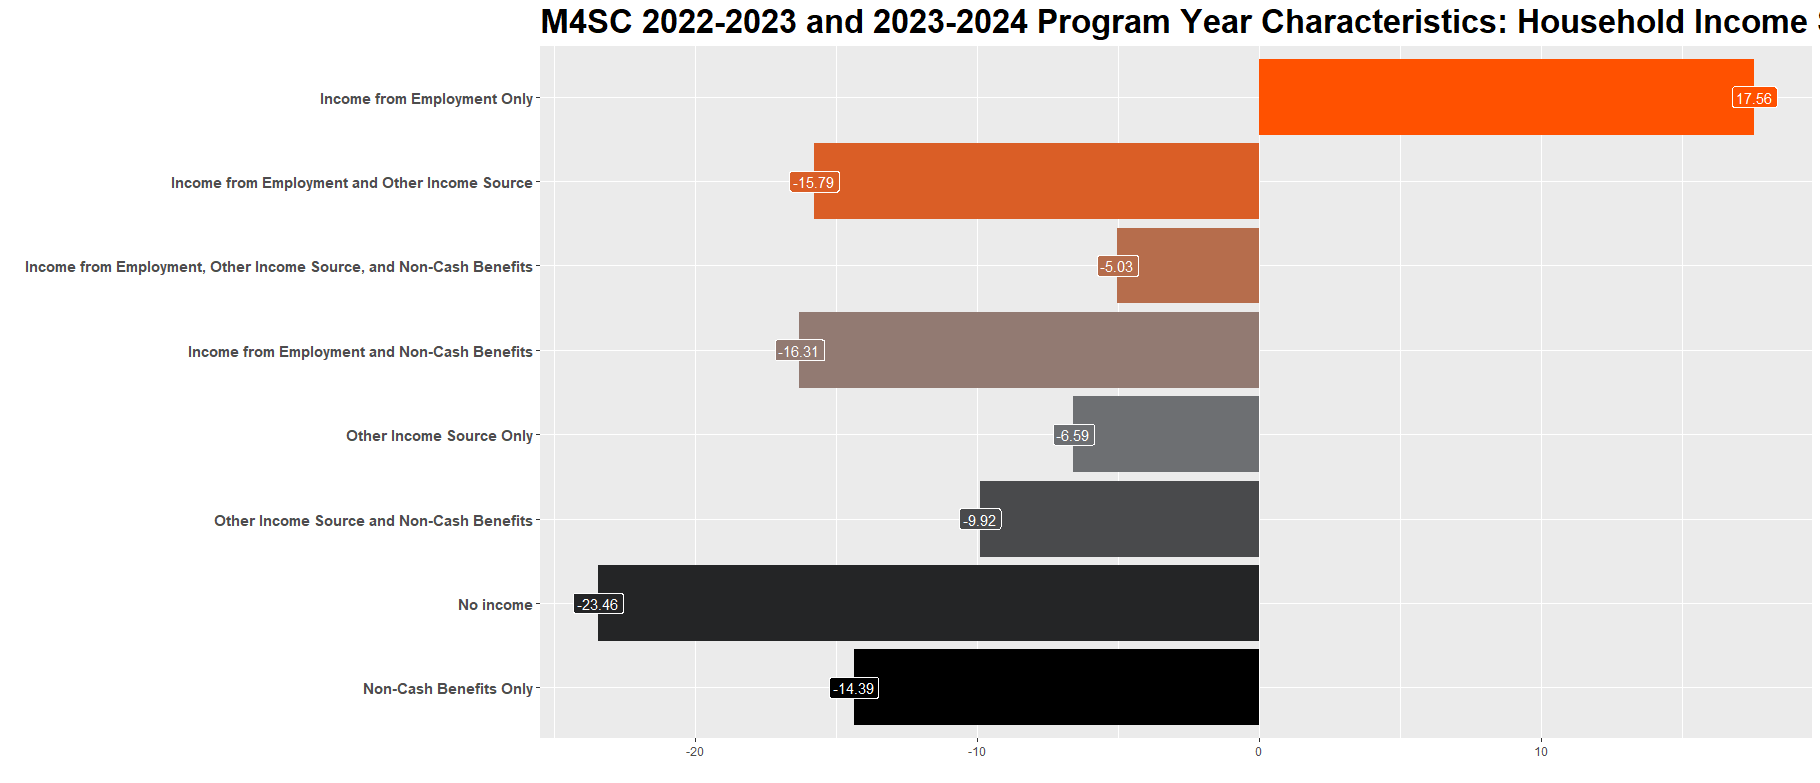 M4SC 2022-2023 and 2023-2024 Program Year Characteristics: Household Income
Income from Employment Only
17.56
Income from Employment and Other Income Source
-15.79
Income from Employment, Other Income Source, and Non-Cash Benefits
-5.03
Income from Employment and Non-Cash Benefits
-16.31
Other Income Source Only
-6.59
Other Income Source and Non-Cash Benefits
-9.92
No income
-23.46
Non-Cash Benefits Only
-14.39
-20 -10 0 10